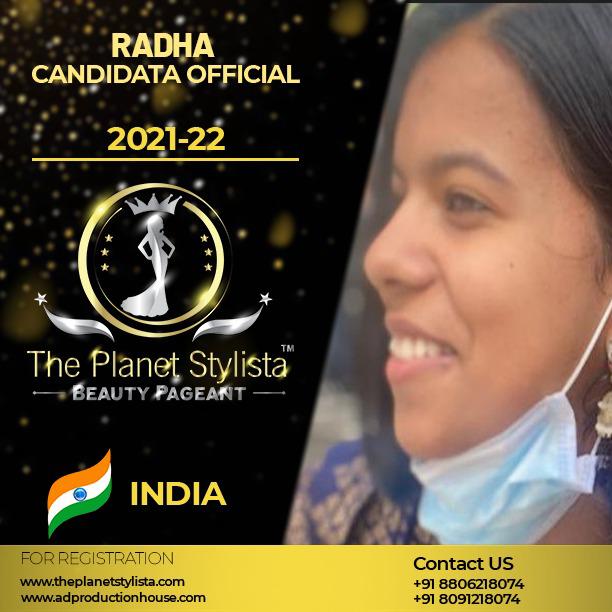 RADHA
CANDIDATA OFFICIAL
2021-22
The Planet Stylista™
BEAUTY PAGEANT
INDIA
FOR REGISTRATION
www.theplanetstylista.com
www.adproductionhouse.com
Contact US
+91 8806218074
+91 8091218074